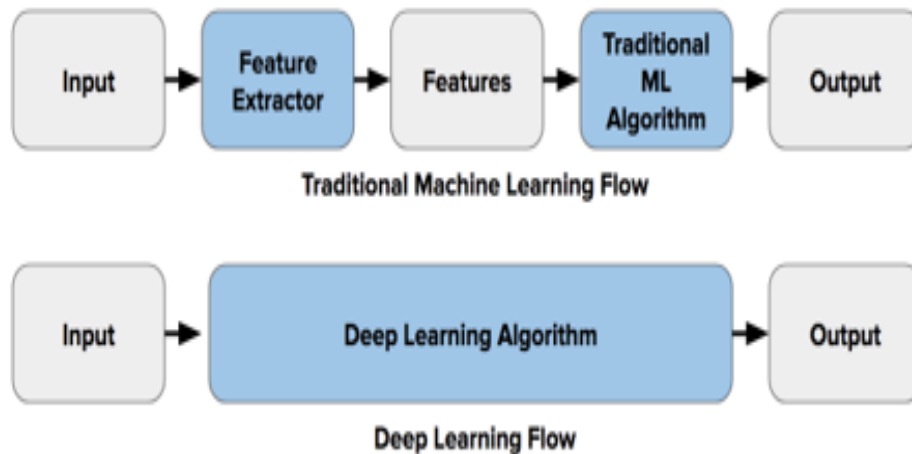 Input
Feature
Extractor
Features
Traditional
ML
Algorithm
Output
Traditional Machine Learning Flow
Input
Deep Learning Algorithm
Output
Deep Learning Flow